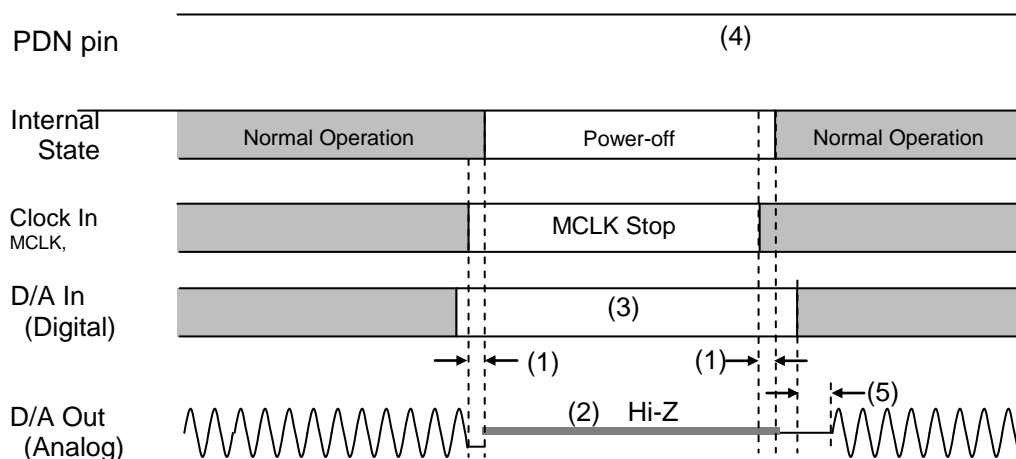 PDN pin
(4)
Internal
State
Normal Operation
Power-off
Normal Operation
Clock In
MCLK,
MCLK Stop
D/A In
(Digital)
(3)
(1)
(1)
(5)
D/A Out
(Analog)
(2)
Hi-Z